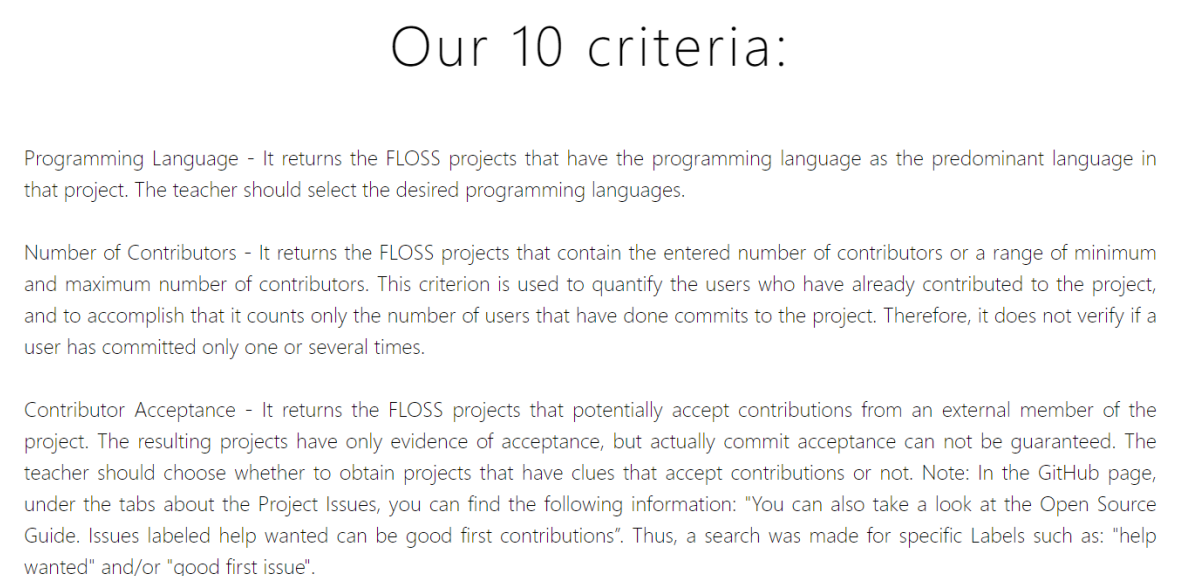 Our 10 criteria:
Programming Language - It returns the FLOSS projects that have the programming language as the predominant language in
that project. The teacher should select the desired programming languages.
Number of Contributors - It returns the FLOSS projects that contain the entered number of contributors or a range of minimum
and maximum number of contributors. This criterion is used to quantify the users who have already contributed to the project,
and to accomplish that it counts only the number of users that have done commits to the project. Therefore, it does not verify if a
user has committed only one or several times.
Contributor Acceptance - It returns the FLOSS projects that potentially accept contributions from an external member of the
project. The resulting projects have only evidence of acceptance, but actually commit acceptance can not be guaranteed. The
teacher should choose whether to obtain projects that have clues that accept contributions or not. Note: In the GitHub page,
under the tabs about the Project Issues, you can find the following information: "You can also take a look at the Open Source
Guide. Issues labeled help wanted can be good first contributions”. Thus, a search was made for specific Labels such as: "help
wanted" and/or "good first issue".